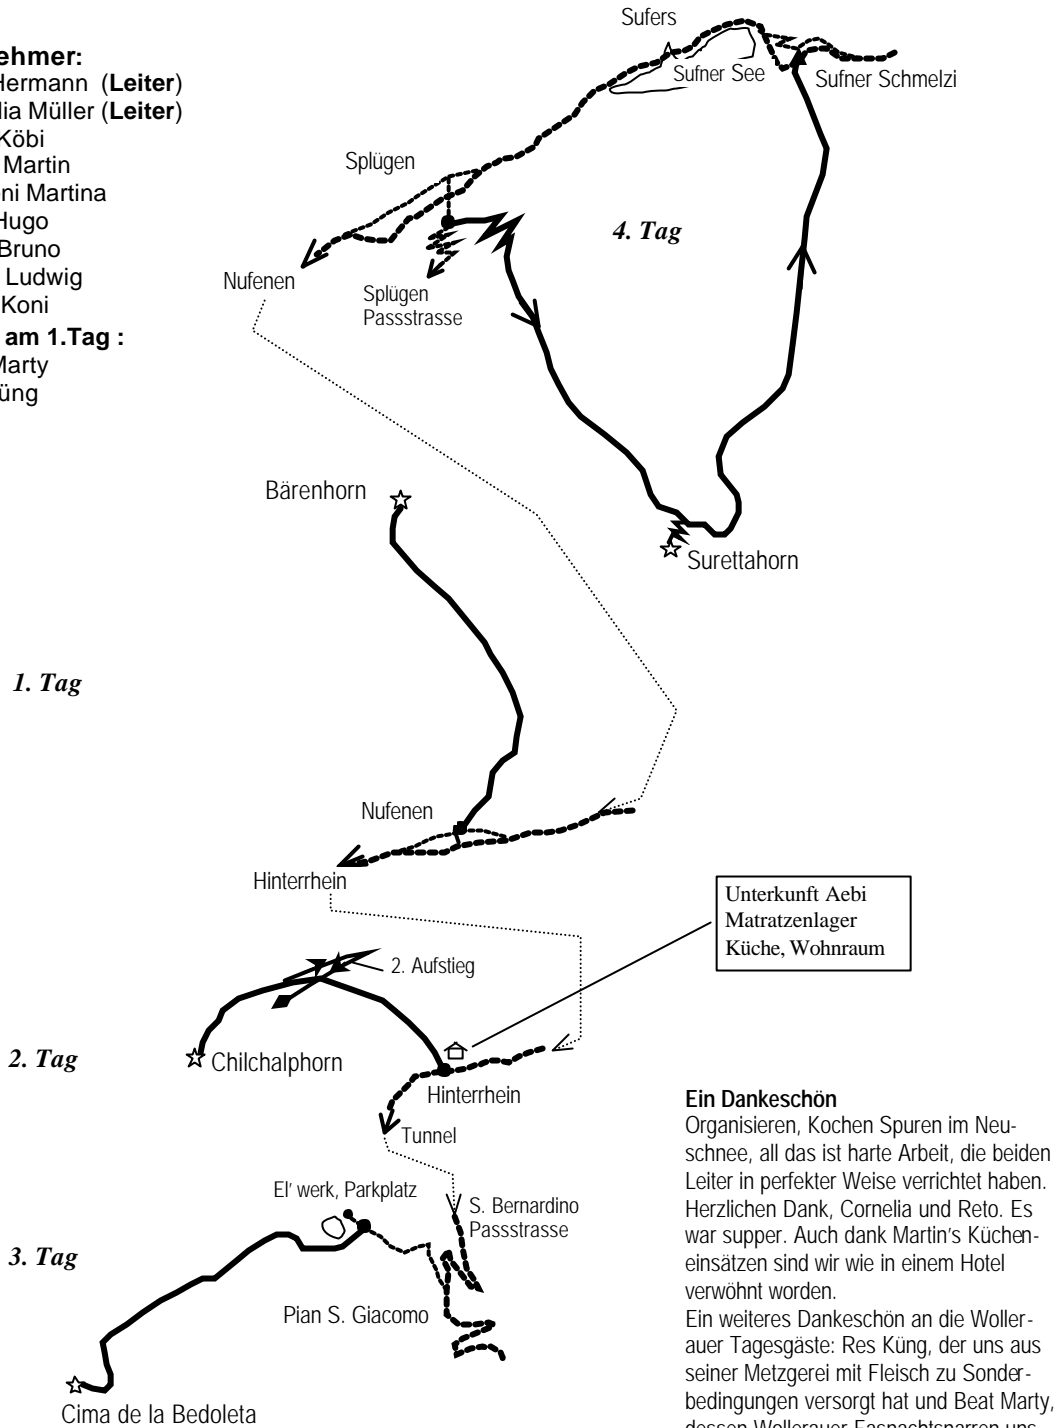 ehmer:
Hermann (Leiter)
lia Müller (Leiter)
Köbi
Martin
ni Martina
Hugo
Bruno
Ludwig
Koni
am 1.Tag :
Marty
üng
Sufers
Sufner See
Sufner Schmelzi
Splügen
4. Tag
Nufenen
Splügen
Passstrasse
Bärenhorn
Surettahorn
1. Tag
Nufenen
Hinterrhein
Unterkunft Aebi
Matratzenlager
Küche, Wohnraum
2. Aufstieg
2. Tag
Chilchalphorn
Hinterrhein
Tunnel
El' werk, Parkplatz
S. Bernardino
Passstrasse
3. Tag
Pian S. Giacomo
Cima de la Bedoleta
Ein Dankeschön
Organisieren, Kochen Spuren im Neu-
schnee, all das ist harte Arbeit, die beiden
Leiter in perfekter Weise verrichtet haben.
Herzlichen Dank, Cornelia und Reto. Es
war supper. Auch dank Martin's Küchen-
einsätzen sind wir wie in einem Hotel
verwöhnt worden.
Ein weiteres Dankeschön an die Woller-
auer Tagesgäste: Res Küng, der uns aus
seiner Metzgerei mit Fleisch zu Sonder-
bedingungen versorgt hat und Beat Marty,
dessen Wollerauer Fasnachtsnarren uns